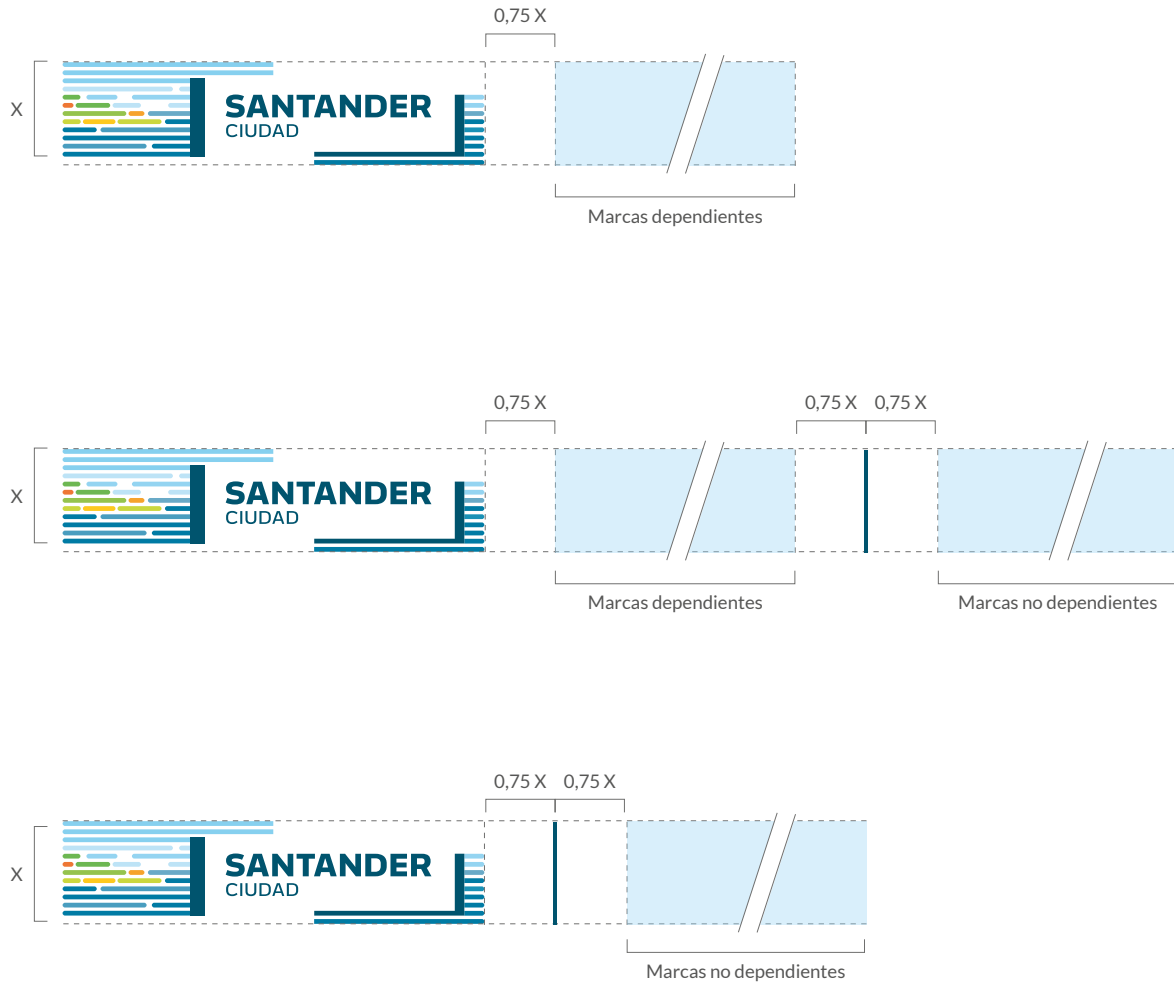 0,75 X
X
SANTANDER
CIUDAD
Marcas dependientes
0,75 X
0,75 X 0,75 X
X
SANTANDER
CIUDAD
Marcas dependientes
Marcas no dependientes
0,75 X 0,75 X
X
SANTANDER
CIUDAD
Marcas no dependientes